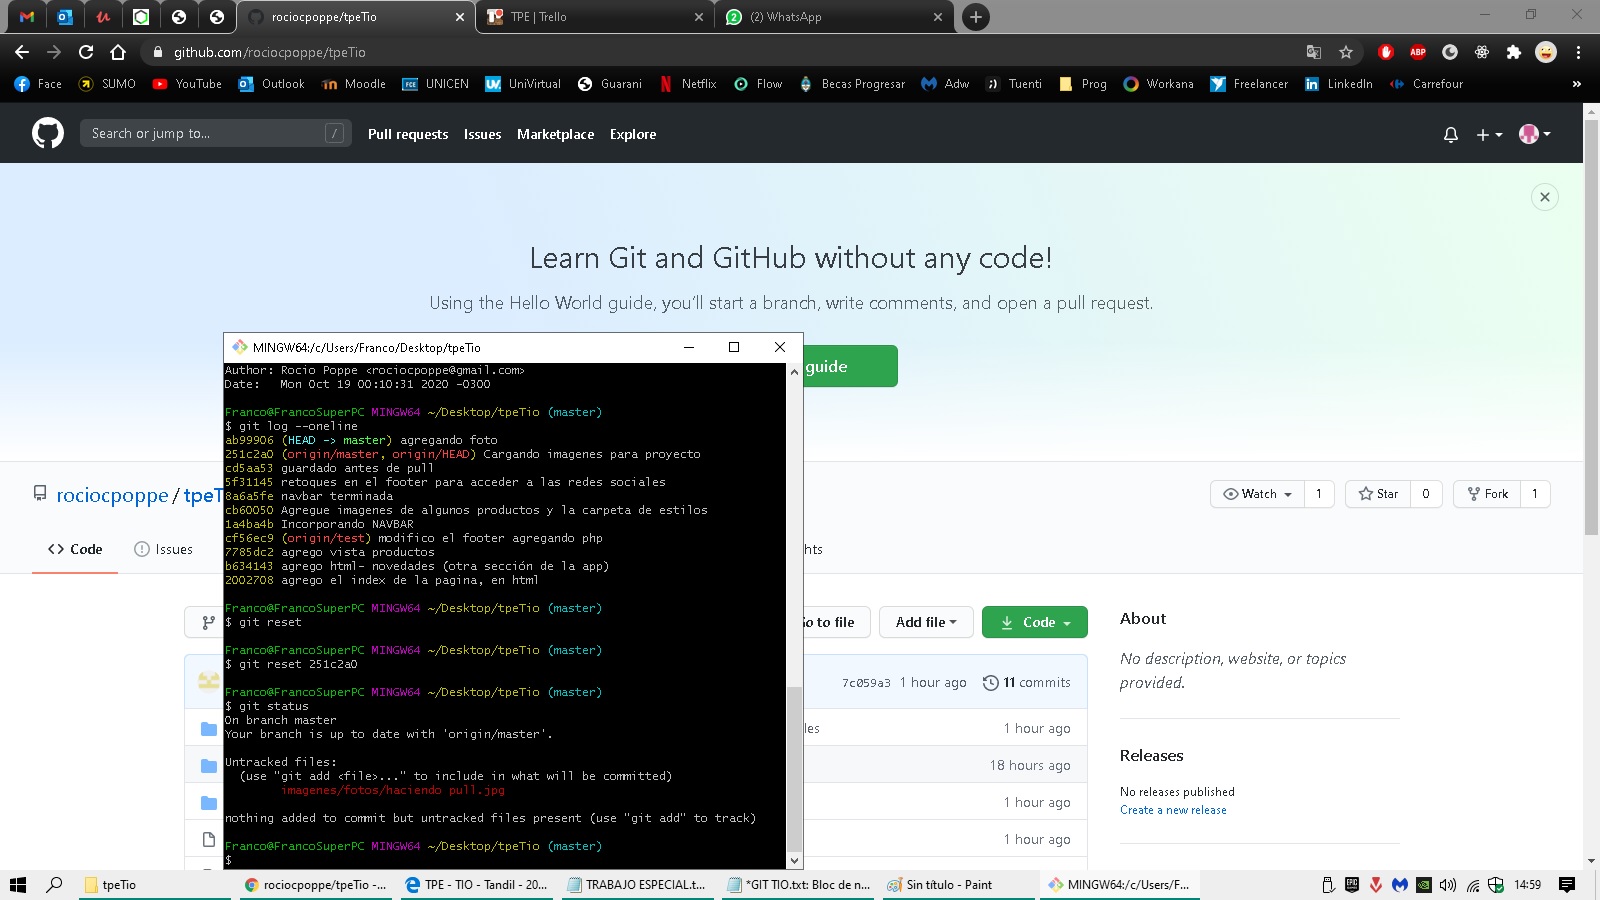 rociocpoppe/tpeTio
TPE | Trello
(2) WhatsApp
github.com/rociocpoppe/tpeTio
Face
SUMO
YouTube
Outlook
Moodle
UNICEN
UniVirtual
Guarani
Netflix
Flow
Becas Progresar
Adw
Tuenti
Prog
Workana
Freelancer
LinkedIn
Carrefour
»
Search or jump to...
/
Pull requests
Issues
Marketplace
Explore
Learn Git and GitHub without any code!
Using the Hello World guide, you’ll start a branch, write comments, and open a pull request.
guide
rociocpoppe / tpeT
Watch
1
Star
0
Fork
1
Code
Issues
hts
Go to file
Add file
Code
7c059a3 1 hour ago
11 commits
les
1 hour ago
18 hours ago
1 hour ago
1 hour ago
About
No description, website, or topics
provided.
Releases
No releases published
Create a new release
MINGW64:/c/Users/Franco/Desktop/tpeTio
Author: Rocio Poppe <rociocpoppe@gmail.com>
Date: Mon Oct 19 00:10:31 2020 -0300
Franco@FrancoSuperPC MINGW64 ~/Desktop/tpeTio (master)
$ git log --oneline
ab99906 (HEAD -> master) agregando foto
251c2a0 (origin/master, origin/HEAD) Cargando imagenes para proyecto
cd5aa53 guardado antes de pull
5f31145 retoques en el footer para acceder a las redes sociales
8a6a5fe navbar terminada
cb60050 Agregue imagenes de algunos productos y la carpeta de estilos
1a4ba4b Incorporando NAVBAR
cf56ec9 (origin/test) modifico el footer agregando php
7785dc2 agrego vista productos
b634143 agrego html- novedades (otra sección de la app)
2002708 agrego el index de la pagina, en html
Franco@FrancoSuperPC MINGW64 ~/Desktop/tpeTio (master)
$ git reset
Franco@FrancoSuperPC MINGW64 ~/Desktop/tpeTio (master)
$ git reset 251c2a0
Franco@FrancoSuperPC MINGW64 ~/Desktop/tpeTio (master)
$ git status
On branch master
Your branch is up to date with 'origin/master'.
Untracked files:
(use "git add <file>..." to include in what will be committed)
imagenes/fotos/haciendo pull.jpg
nothing added to commit but untracked files present (use "git add" to track)
Franco@FrancoSuperPC MINGW64 ~/Desktop/tpeTio (master)
$
tpeTio
rociocpoppe/tpeTio -...
TPE - TIO - Tandil - 20...
TRABAJO ESPECIAL.t...
*GIT TIO.txt: Bloc de n...
Sin título - Paint
MINGW64:/c/Users/F...
14:59